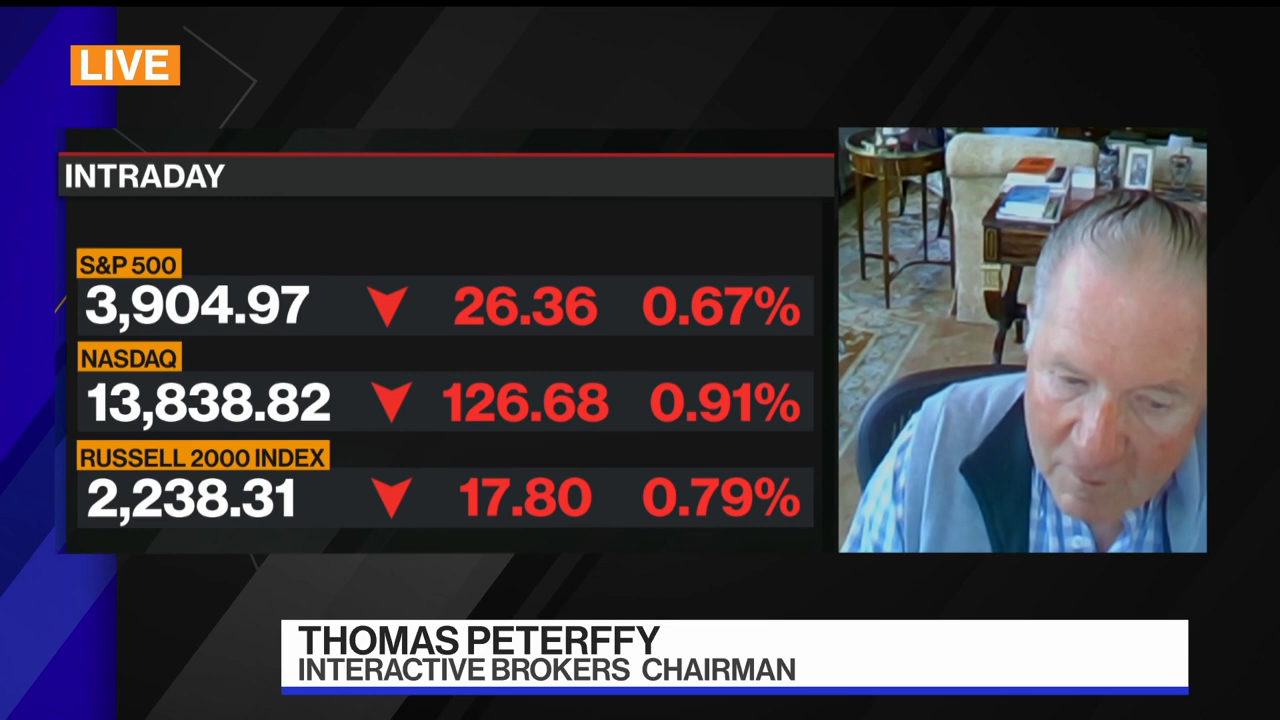 LIVE
INTRADAY
S&P 500
3,904.97 26.36 0.67%
NASDAQ
13,838.82 126.68 0.91%
RUSSELL 2000 INDEX
2,238.31 17.80 0.79%
THOMAS PETERFFY
INTERACTIVE BROKERS CHAIRMAN